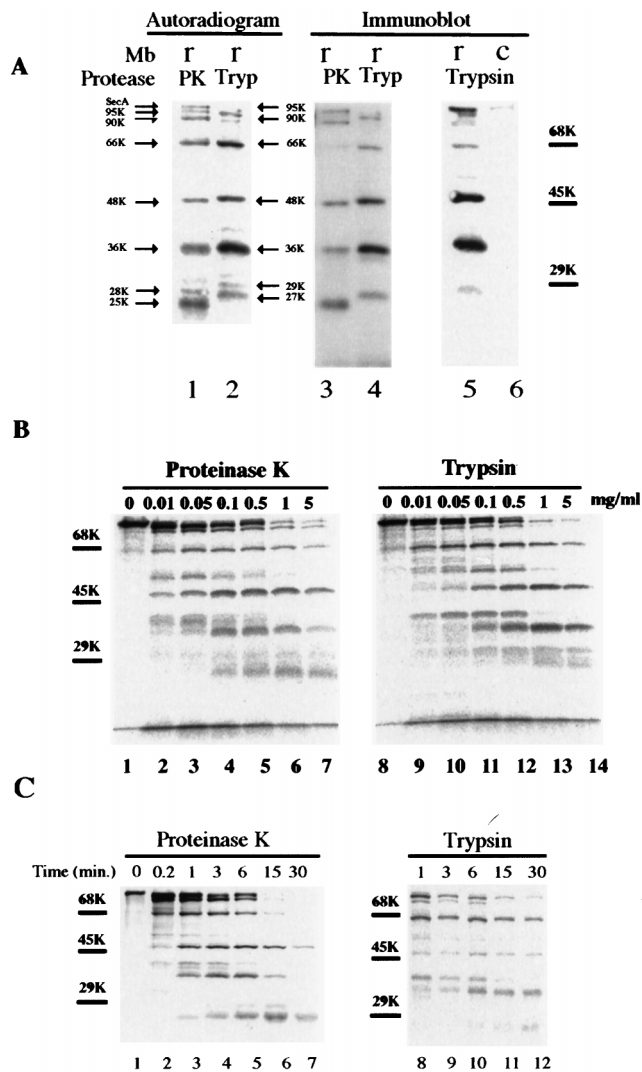 Autoradiogram Immunoblot
A
Mb r r r r r c
Protease PK Tryp PK Tryp Trypsin
SecA
95K 95K
90K 90K
68K
66K 66K
48K 48K
45K
36K 36K
29K
28K 29K
25K 27K
1 2 3 4 5 6
B
Proteinase K Trypsin
0 0.01 0.05 0.1 0.5 1 5 0 0.01 0.05 0.1 0.5 1 5 mg/ml
68K
45K
29K
1 2 3 4 5 6 7 8 9 10 11 12 13 14
C
Proteinase K Trypsin
Time (min.) 0 0.2 1 3 6 15 30 1 3 6 15 30
68K 68K
45K 45K
29K 29K
1 2 3 4 5 6 7 8 9 10 11 12